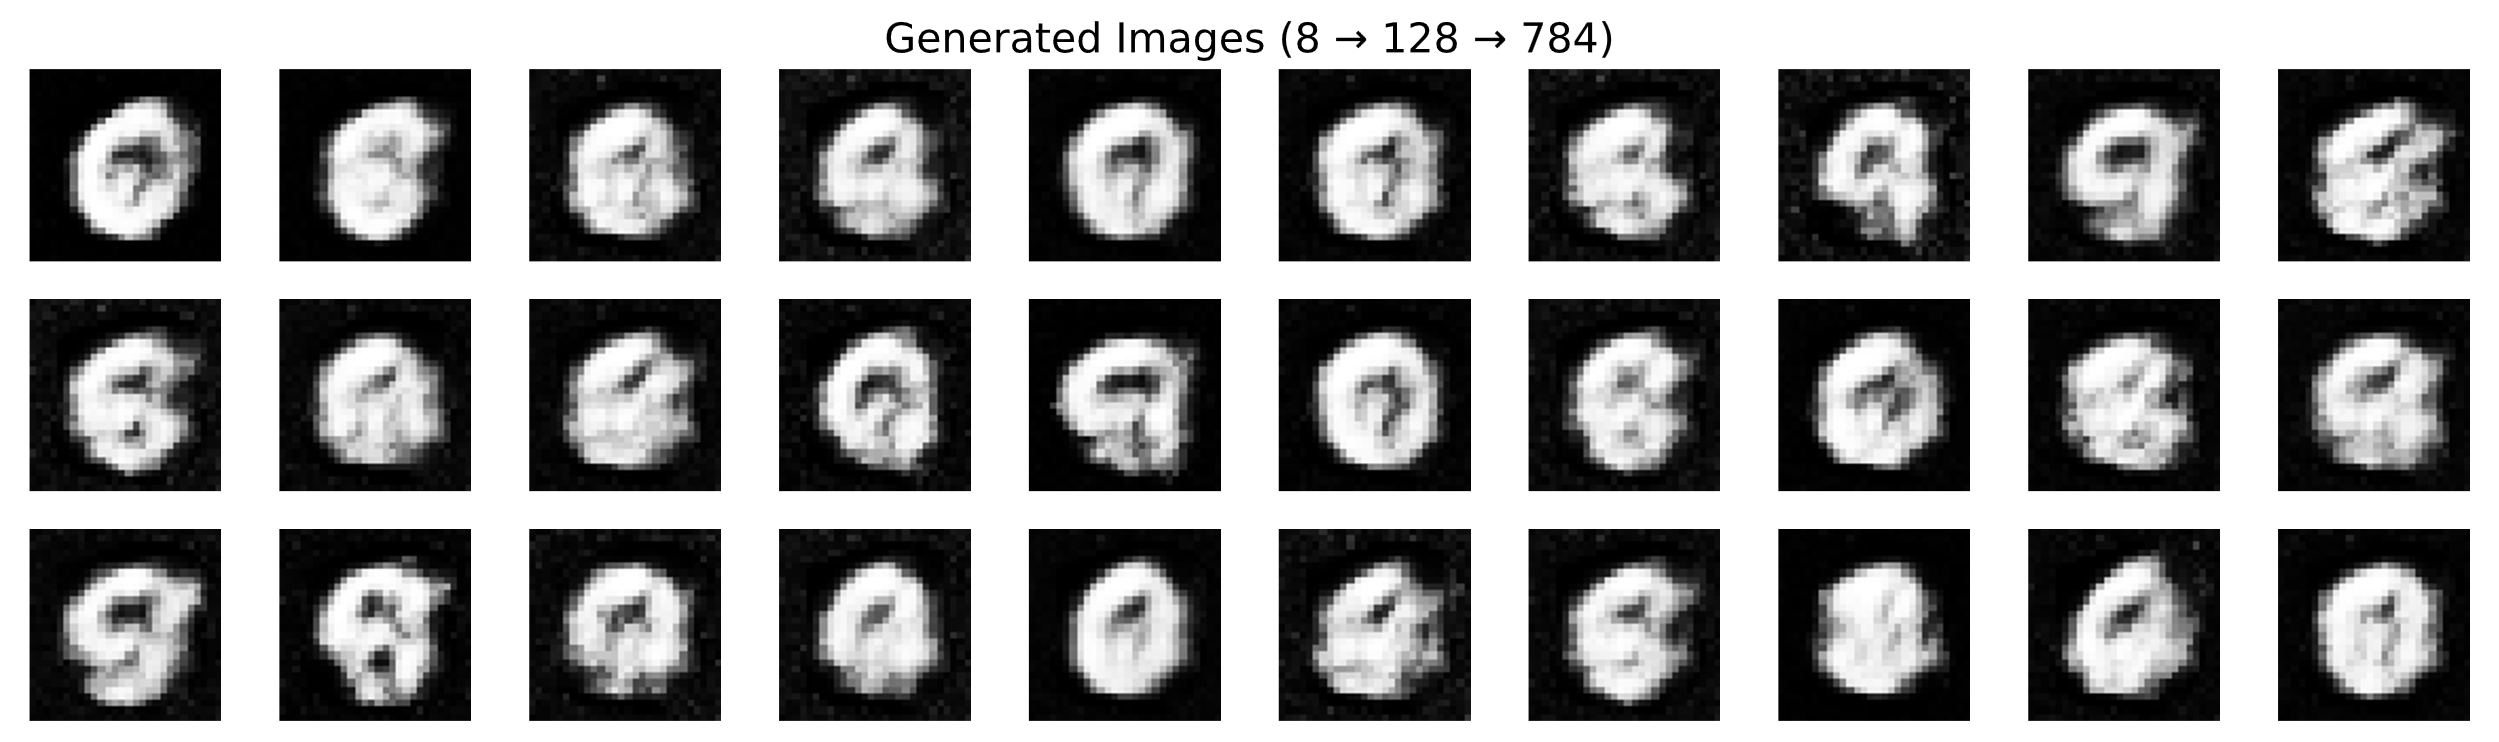 Generated Images (8 → 128 → 784)